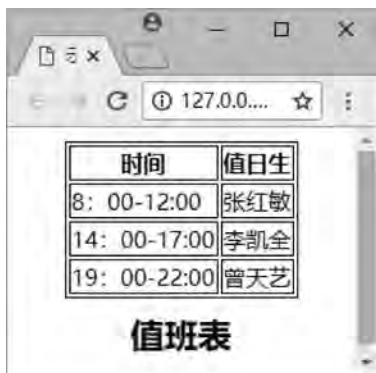 127.0.0....
时间 值日生
8：00-12:00 张红敏
14：00-17:00 李凯全
19：00-22:00 曾天艺
值班表